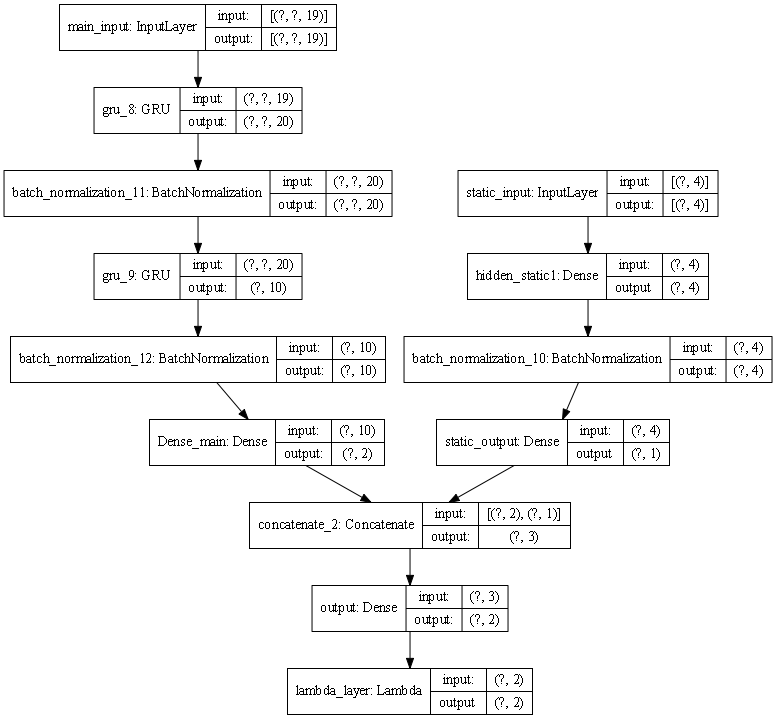 main_input: InputLayer
input:
[(?, ?, 19)]
output:
[(?, ?, 19)]
gru_8: GRU
input:
(?, ?, 19)
output:
(?, ?, 20)
batch_normalization_11: BatchNormalization
input:
(?, ?, 20)
output:
(?, ?, 20)
static_input: InputLayer
input:
[(?, 4)]
output:
[(?, 4)]
gru_9: GRU
input:
(?, ?, 20)
output:
(?, 10)
hidden_static1: Dense
input:
(?, 4)
output:
(?, 4)
batch_normalization_12: BatchNormalization
input:
(?, 10)
output:
(?, 10)
batch_normalization_10: BatchNormalization
input:
(?, 4)
output:
(?, 4)
Dense_main: Dense
input:
(?, 10)
output:
(?, 2)
static_output: Dense
input:
(?, 4)
output:
(?, 1)
concatenate_2: Concatenate
input:
[(?, 2), (?, 1)]
output:
(?, 3)
output: Dense
input:
(?, 3)
output:
(?, 2)
lambda_layer: Lambda
input:
(?, 2)
output:
(?, 2)